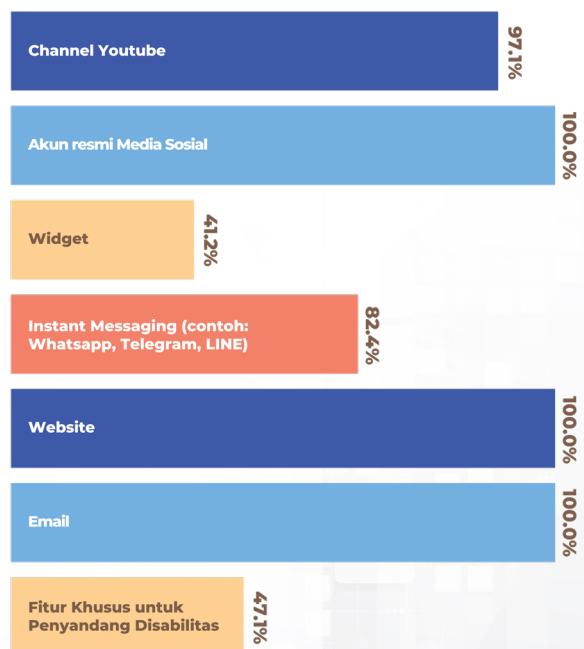 Channel Youtube
97.1%
Akun resmi Media Sosial
100.0%
Widget
41.2%
Instant Messaging (contoh:
Whatsapp, Telegram, LINE)
82.4%
Website
100.0%
Email
100.0%
Fitur Khusus untuk
Penyandang Disabilitas
47.1%